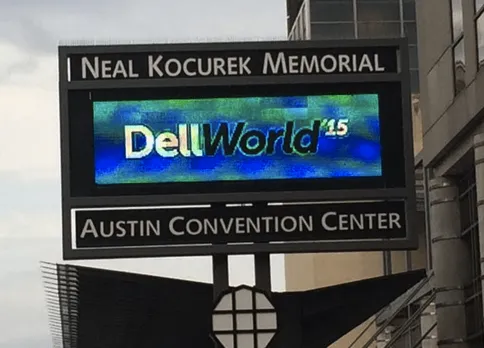 NEAL KOCUREK MEMORIAL
DellWorld'15
AUSTIN CONVENTION CENTER